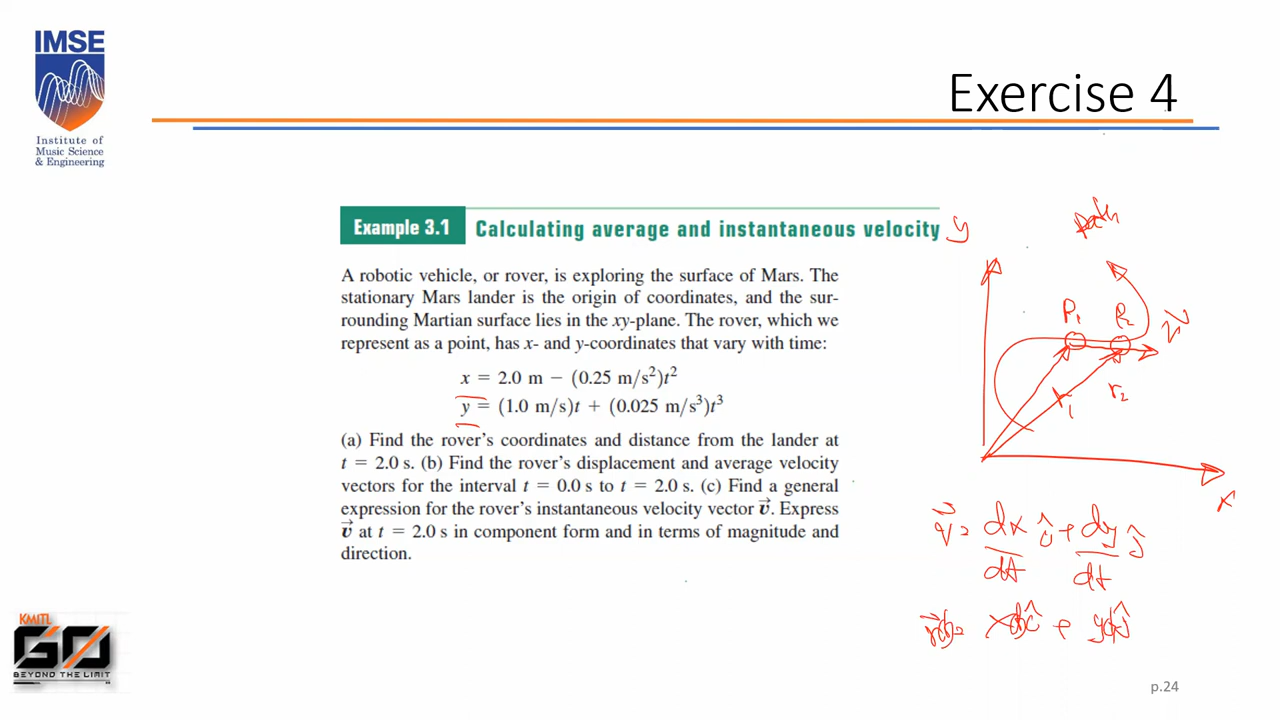 IMSE
Institute of
Music Science
& Engineering
Exercise 4
Example 3.1 Calculating average and instantaneous velocity
A robotic vehicle, or rover, is exploring the surface of Mars. The
stationary Mars lander is the origin of coordinates, and the sur-
rounding Martian surface lies in the xy-plane. The rover, which we
represent as a point, has x- and y-coordinates that vary with time:
x = 2.0 m − (0.25 m/s²)t²
y = (1.0 m/s)t + (0.025 m/s³)t³
(a) Find the rover's coordinates and distance from the lander at
t = 2.0 s. (b) Find the rover's displacement and average velocity
vectors for the interval t = 0.0 s to t = 2.0 s. (c) Find a general
expression for the rover's instantaneous velocity vector v⃗. Express
v⃗ at t = 2.0 s in component form and in terms of magnitude and
direction.
y
path
P₁
P₂
v⃗
r₁
r₂
x
v⃗ = dx/dt î + dy/dt ĵ
r⃗(t) = x(t)î + y(t)ĵ
KMITL
GO
BEYOND THE LIMIT
p.24